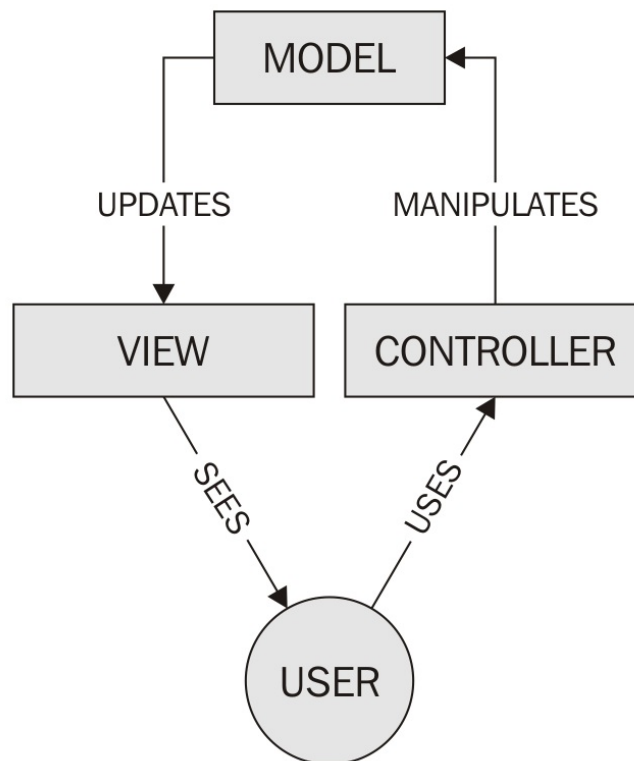 MODEL
UPDATES
MANIPULATES
VIEW
CONTROLLER
SEES
USES
USER